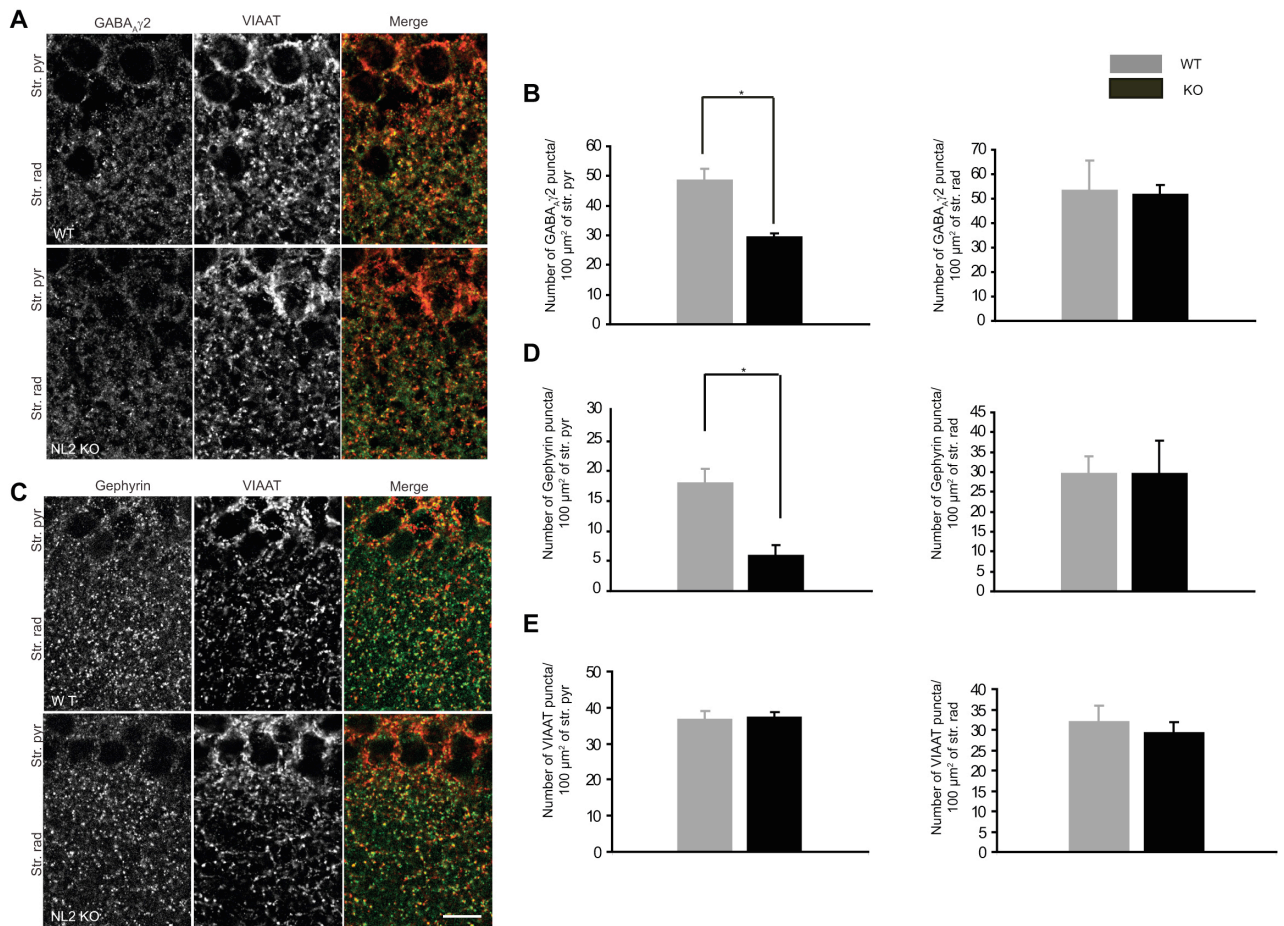 A
GABA_Aγ2
VIAAT
Merge
Str. pyr
Str. rad
WT
Str. pyr
Str. rad
NL2 KO
C
Gephyrin
VIAAT
Merge
Str. pyr
Str. rad
W T
Str. pyr
Str. rad
NL2 KO
WT
KO
B
*
Number of GABA_Aγ2 puncta/
100 µm² of str. pyr
60
50
40
30
20
10
0
Number of GABA_Aγ2 puncta/
100 µm² of str. rad
70
60
50
40
30
20
10
0
D
*
Number of Gephyrin puncta/
100 µm² of str. pyr
30
25
20
15
10
5
0
Number of Gephyrin puncta/
100 µm² of str. rad
45
40
35
30
25
20
15
10
5
0
E
Number of VIAAT puncta/
100 µm² of str. pyr
50
40
30
20
10
0
Number of VIAAT puncta/
100 µm² of str. rad
40
35
30
25
20
15
10
5
0